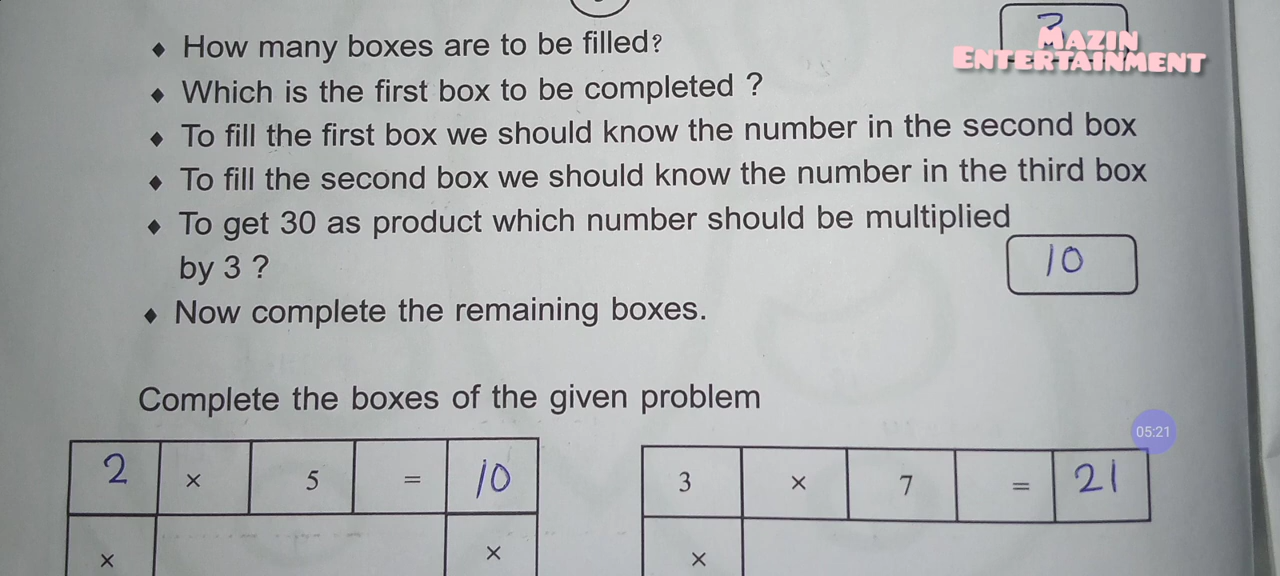 ♦ How many boxes are to be filled?
MAZIN
ENTERTAINMENT
♦ Which is the first box to be completed ?
♦ To fill the first box we should know the number in the second box
♦ To fill the second box we should know the number in the third box
♦ To get 30 as product which number should be multiplied
by 3 ?
10
♦ Now complete the remaining boxes.
Complete the boxes of the given problem
05:21
2 × 5 = 10
3 × 7 = 21
× ×
×